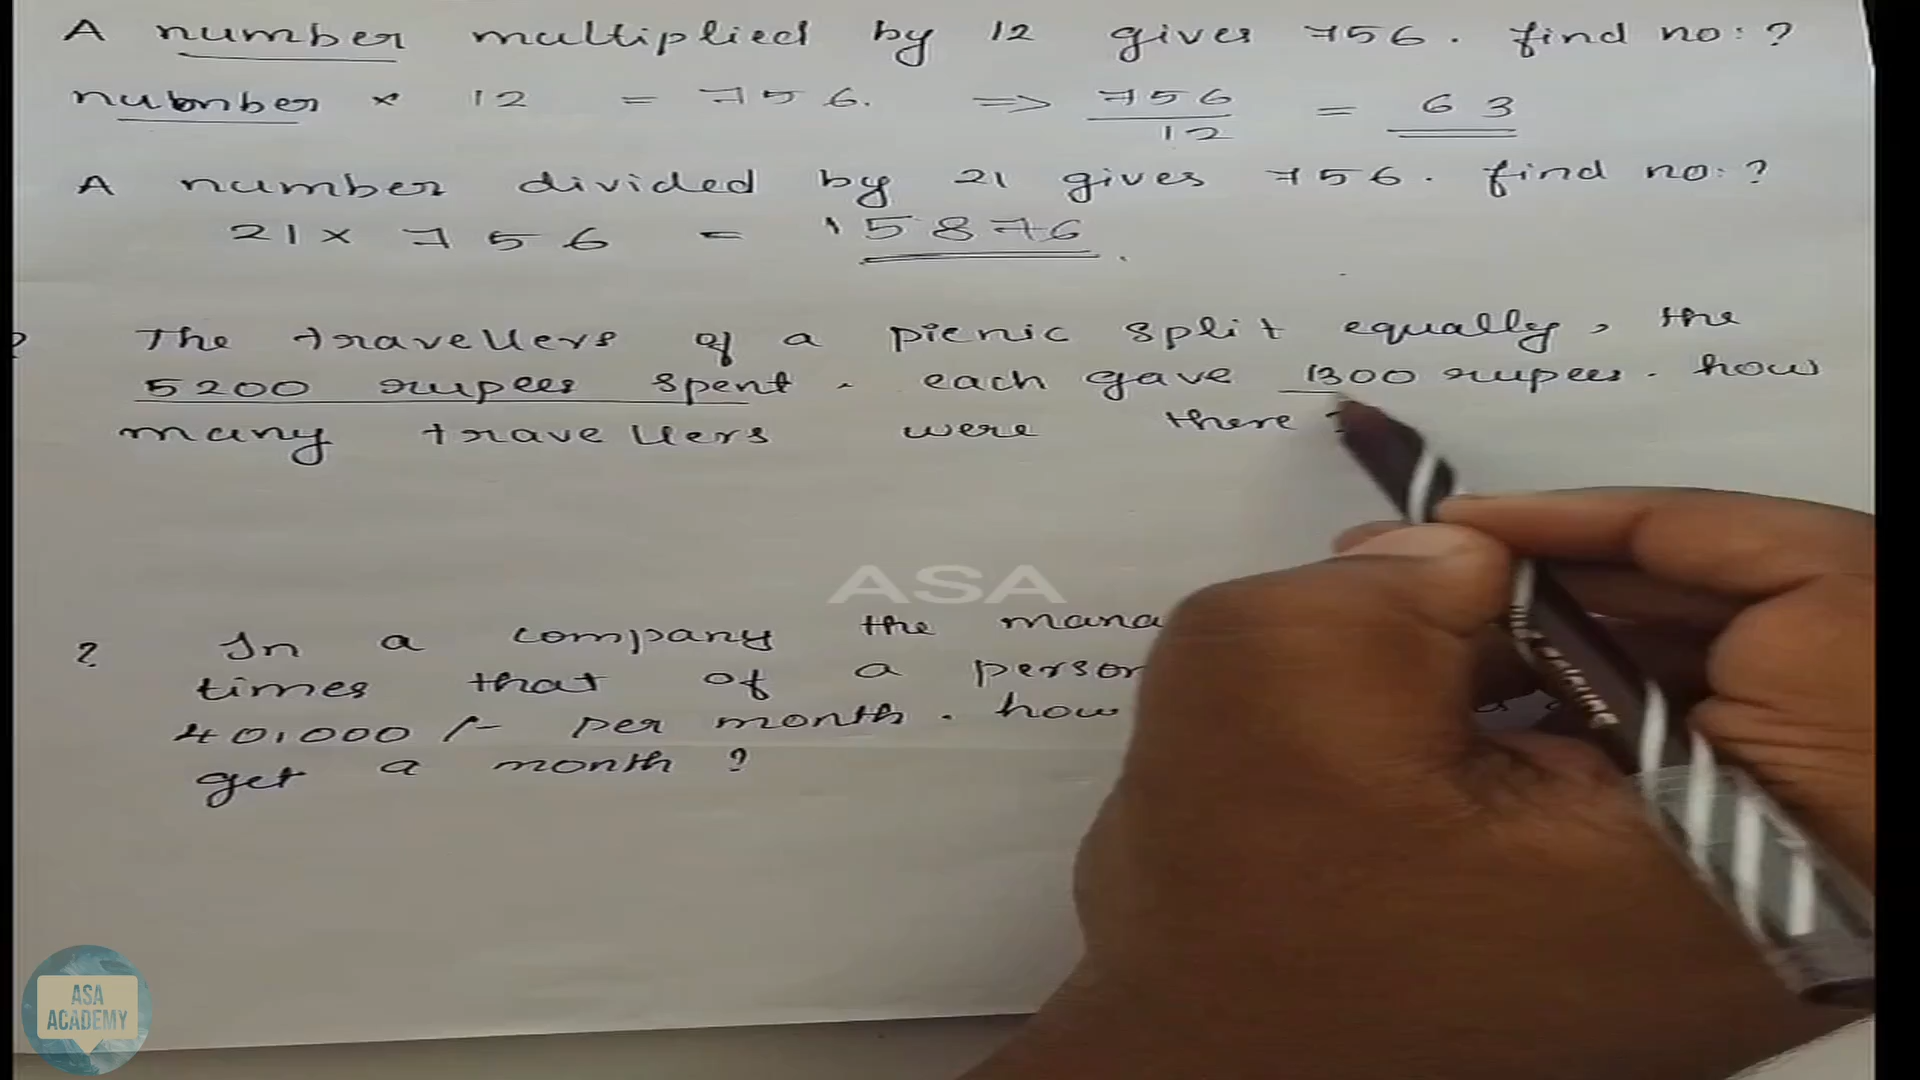 A number multiplied by 12 gives 756. find no:?
number × 12 = 756. => 756/12 = 63
A number divided by 21 gives 756. find no:?
21 × 756 = 15876.
? The travellers of a picnic split equally, the
5200 rupees spent. each gave 1300 rupees. how
many travellers were there ?
ASA
? In a company the
times that of a
40,000/- per month. how
get a month ?
ASA
ACADEMY